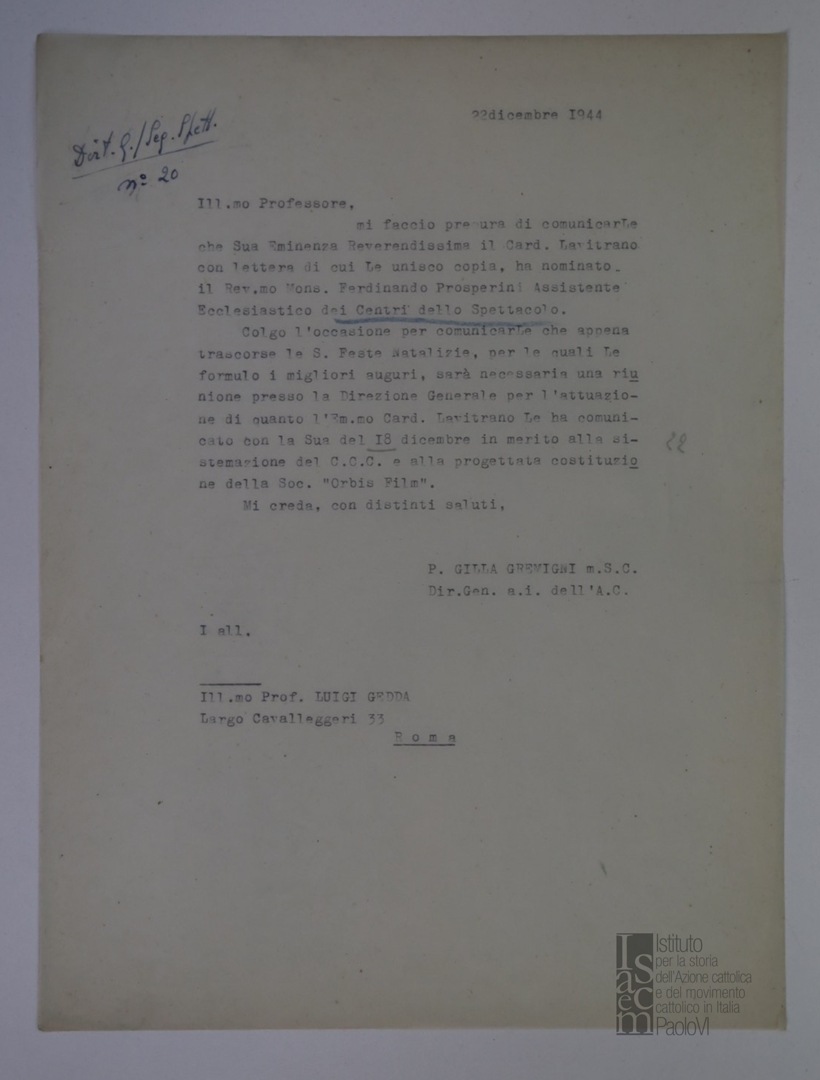 22dicembre 1944
Dirt. G./Seg. Spett.
nº 20
Ill.mo Professore,
mi faccio premura di comunicarLe
che Sua Eminenza Reverendissima il Card. Lavitrano
con lettera di cui Le unisco copia, ha nominato
il Rev.mo Mons. Ferdinando Prosperini Assistente
Ecclesiastico dei Centri dello Spettacolo.
Colgo l'occasione per comunicarLe che appena
trascorse le S. Feste Natalizie, per le quali Le
formulo i migliori auguri, sarà necessaria una riu
nione presso la Direzione Generale per l'attuazio-
ne di quanto l'Em.mo Card. Lavitrano Le ha comuni-
cato con la Sua del I8 dicembre in merito alla si-
stemazione del C.C.C. e alla progettata costituzio
ne della Soc. "Orbis Film".
Mi creda, con distinti saluti,
P. GILLA GREMIGNI m.S.C.
Dir.Gen. a.i. dell'A.C.
I all.
Ill.mo Prof. LUIGI GEDDA
Largo Cavalleggeri 33
R o m a
Isacem
Istituto
per la storia
dell'Azione cattolica
e del movimento
cattolico in Italia
PaoloVI